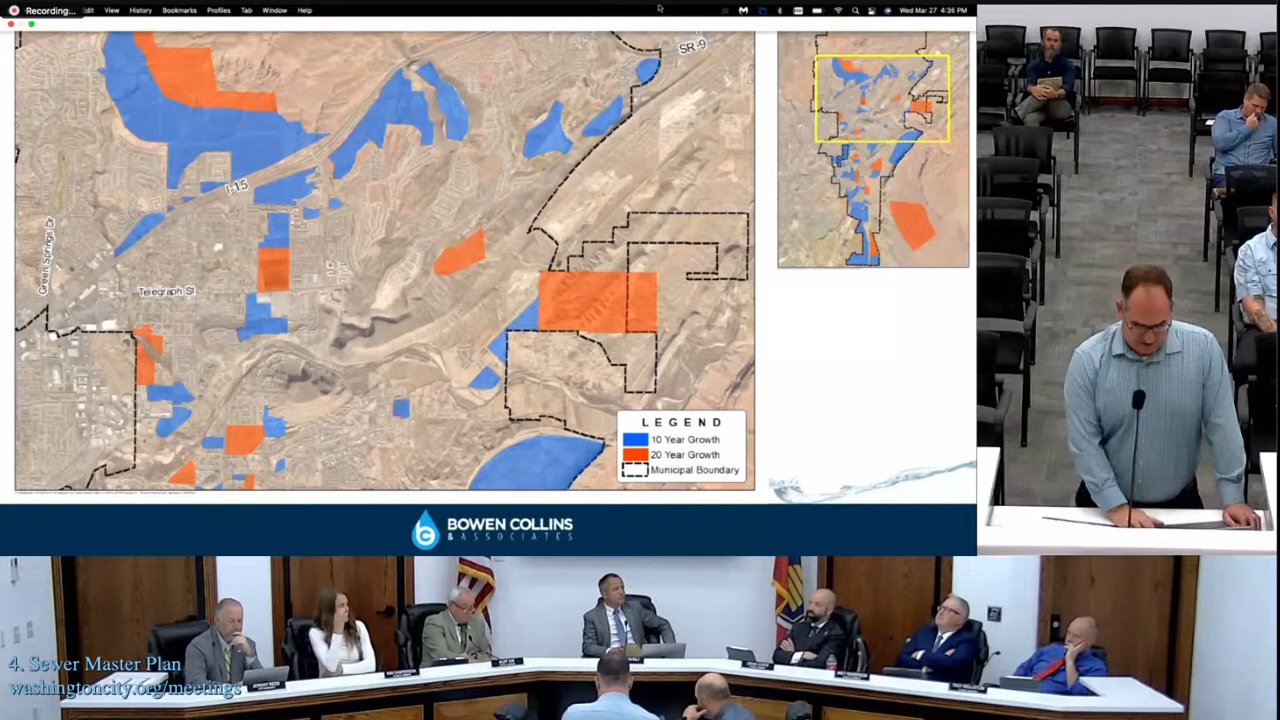 Recording... dit View History Bookmarks Profiles Tab Window Help
Wed Mar 27 4:36 PM
SR-9
I-15
Green Springs Dr
Telegraph St
LEGEND
10 Year Growth
20 Year Growth
Municipal Boundary
BOWEN COLLINS
& ASSOCIATES
4. Sewer Master Plan
washingtoncity.org/meetings